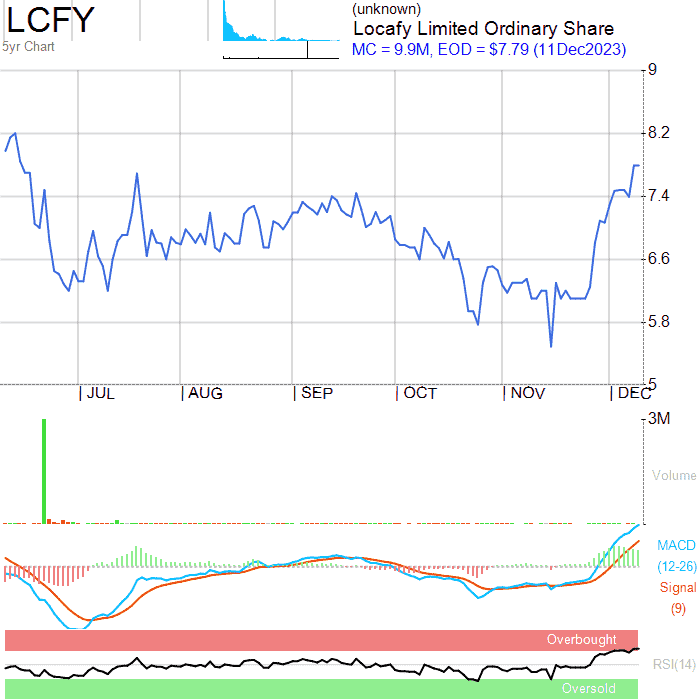 LCFY
5yr Chart
(unknown)
Locafy Limited Ordinary Share
MC = 9.9M, EOD = $7.79 (11Dec2023)
9
8.2
7.4
6.6
5.8
5
JUL
AUG
SEP
OCT
NOV
DEC
3M
Volume
MACD
(12-26)
Signal
(9)
Overbought
RSI(14)
Oversold